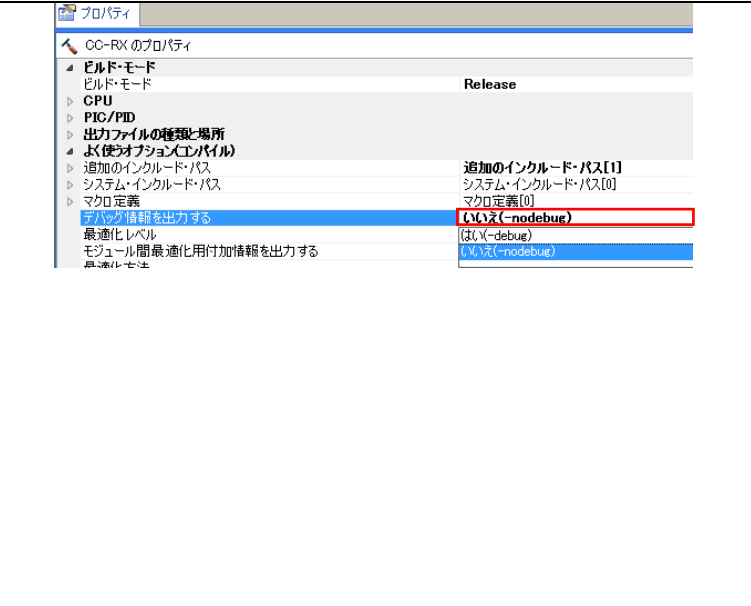 プロパティ
CC-RX のプロパティ
ビルド・モード
ビルド・モード Release
CPU
PIC/PID
出力ファイルの種類と場所
よく使うオプション(コンパイル)
追加のインクルード・パス 追加のインクルード・パス[1]
システム・インクルード・パス システム・インクルード・パス[0]
マクロ定義 マクロ定義[0]
デバッグ情報を出力する いいえ(-nodebug)
最適化レベル はい(-debug)
モジュール間最適化用付加情報を出力する いいえ(-nodebug)
最適化方法